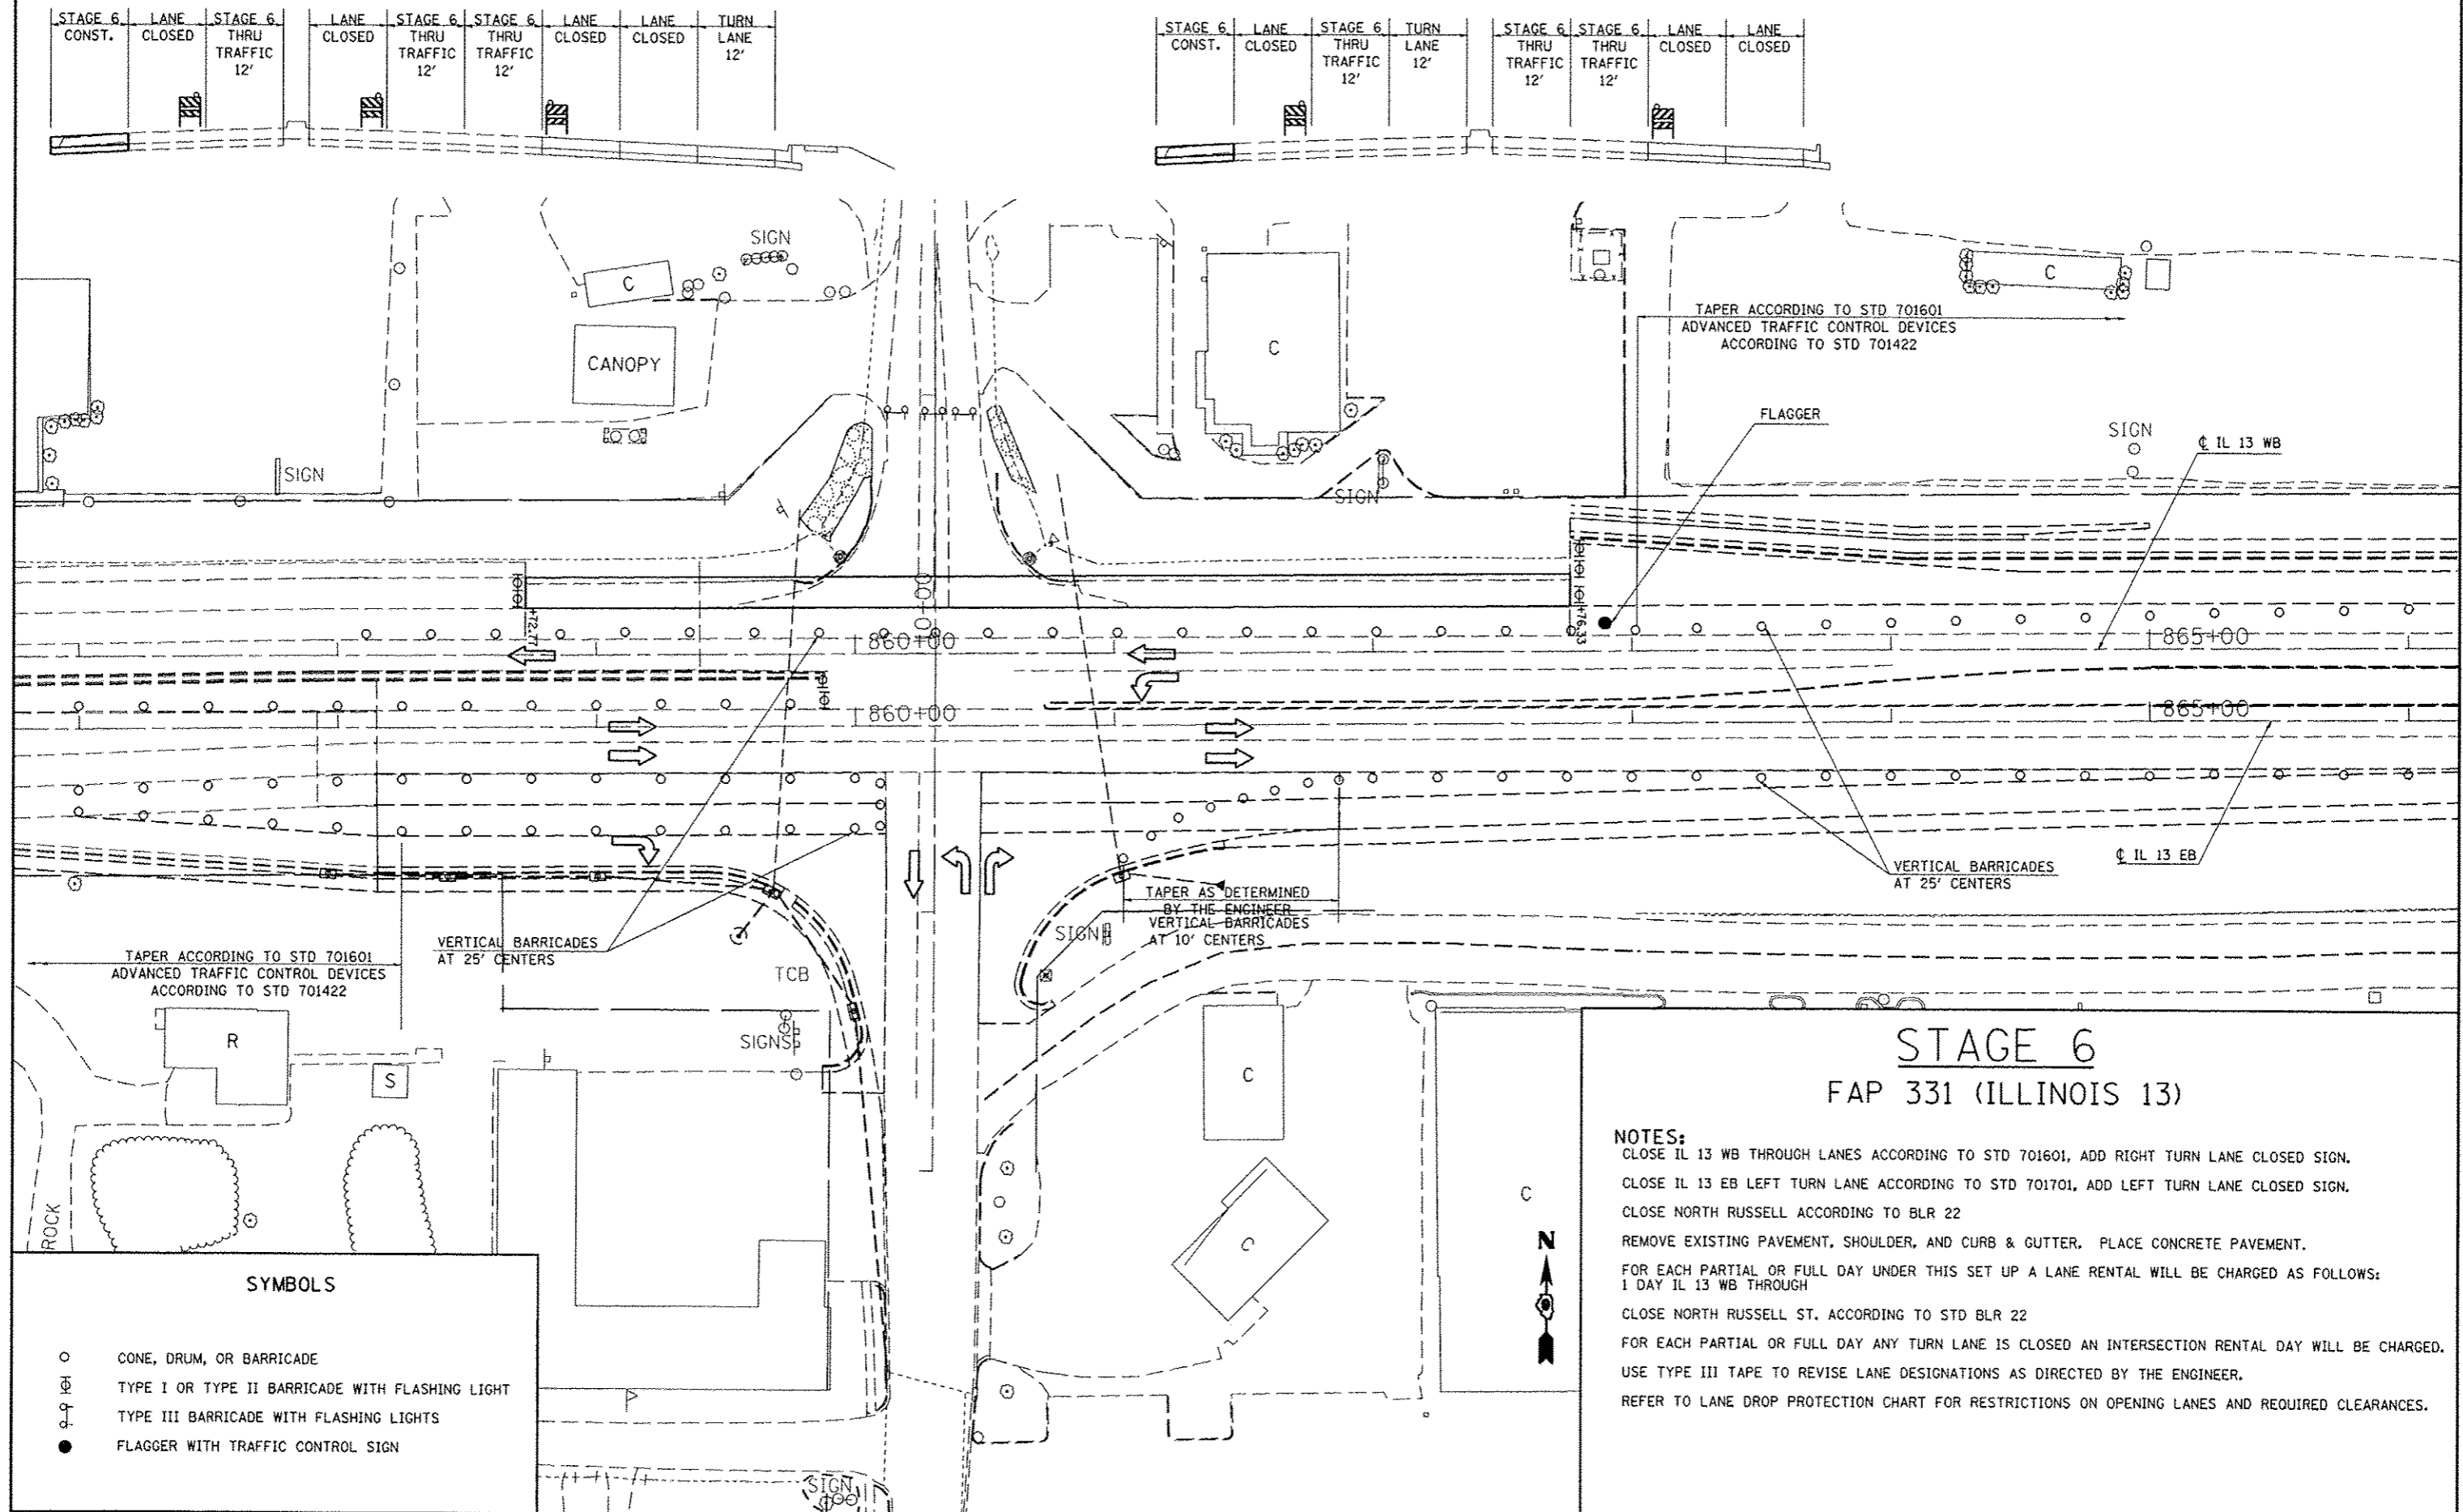 STAGE 6 LANE STAGE 6 LANE STAGE 6 STAGE 6 LANE LANE TURN
CONST. CLOSED THRU CLOSED THRU THRU CLOSED CLOSED LANE
TRAFFIC TRAFFIC TRAFFIC 12'
12' 12' 12'
STAGE 6 LANE STAGE 6 TURN STAGE 6 STAGE 6 LANE LANE
CONST. CLOSED THRU LANE THRU THRU CLOSED CLOSED
TRAFFIC 12' TRAFFIC TRAFFIC
12' 12' 12'
SIGN
C
CANOPY
SIGN
C
SIGN
C
TAPER ACCORDING TO STD 701601
ADVANCED TRAFFIC CONTROL DEVICES
ACCORDING TO STD 701422
FLAGGER
SIGN
℄ IL 13 WB
+72.77
+76.33
860+00
865+00
860+00
865+00
℄ IL 13 EB
VERTICAL BARRICADES
AT 25' CENTERS
TAPER AS DETERMINED
BY THE ENGINEER
VERTICAL BARRICADES
AT 10' CENTERS
SIGN
VERTICAL BARRICADES
AT 25' CENTERS
TAPER ACCORDING TO STD 701601
ADVANCED TRAFFIC CONTROL DEVICES
ACCORDING TO STD 701422
TCB
SIGNS
R
S
C
C
C
ROCK
SIGN
N
SYMBOLS
CONE, DRUM, OR BARRICADE
TYPE I OR TYPE II BARRICADE WITH FLASHING LIGHT
TYPE III BARRICADE WITH FLASHING LIGHTS
FLAGGER WITH TRAFFIC CONTROL SIGN
STAGE 6
FAP 331 (ILLINOIS 13)
NOTES:
CLOSE IL 13 WB THROUGH LANES ACCORDING TO STD 701601, ADD RIGHT TURN LANE CLOSED SIGN.
CLOSE IL 13 EB LEFT TURN LANE ACCORDING TO STD 701701, ADD LEFT TURN LANE CLOSED SIGN.
CLOSE NORTH RUSSELL ACCORDING TO BLR 22
REMOVE EXISTING PAVEMENT, SHOULDER, AND CURB & GUTTER. PLACE CONCRETE PAVEMENT.
FOR EACH PARTIAL OR FULL DAY UNDER THIS SET UP A LANE RENTAL WILL BE CHARGED AS FOLLOWS:
1 DAY IL 13 WB THROUGH
CLOSE NORTH RUSSELL ST. ACCORDING TO STD BLR 22
FOR EACH PARTIAL OR FULL DAY ANY TURN LANE IS CLOSED AN INTERSECTION RENTAL DAY WILL BE CHARGED.
USE TYPE III TAPE TO REVISE LANE DESIGNATIONS AS DIRECTED BY THE ENGINEER.
REFER TO LANE DROP PROTECTION CHART FOR RESTRICTIONS ON OPENING LANES AND REQUIRED CLEARANCES.